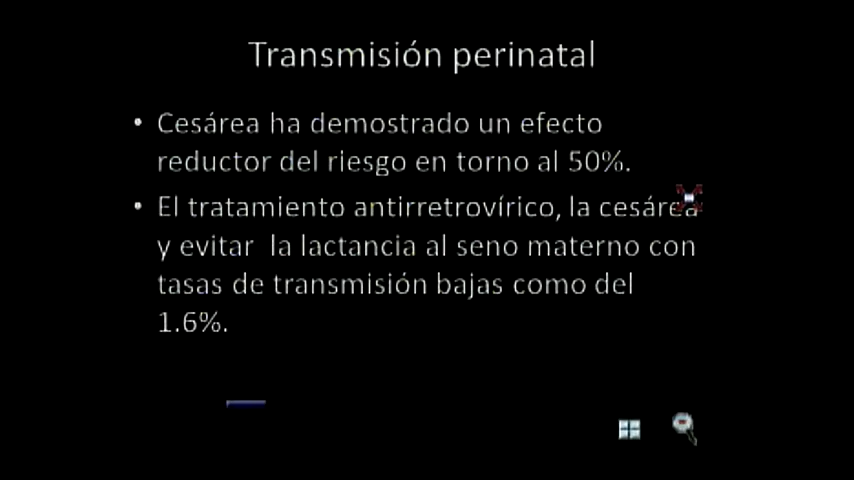 Transmisión perinatal
• Cesárea ha demostrado un efecto
reductor del riesgo en torno al 50%.
• El tratamiento antirretrovírico, la cesárea
y evitar la lactancia al seno materno con
tasas de transmisión bajas como del
1.6%.